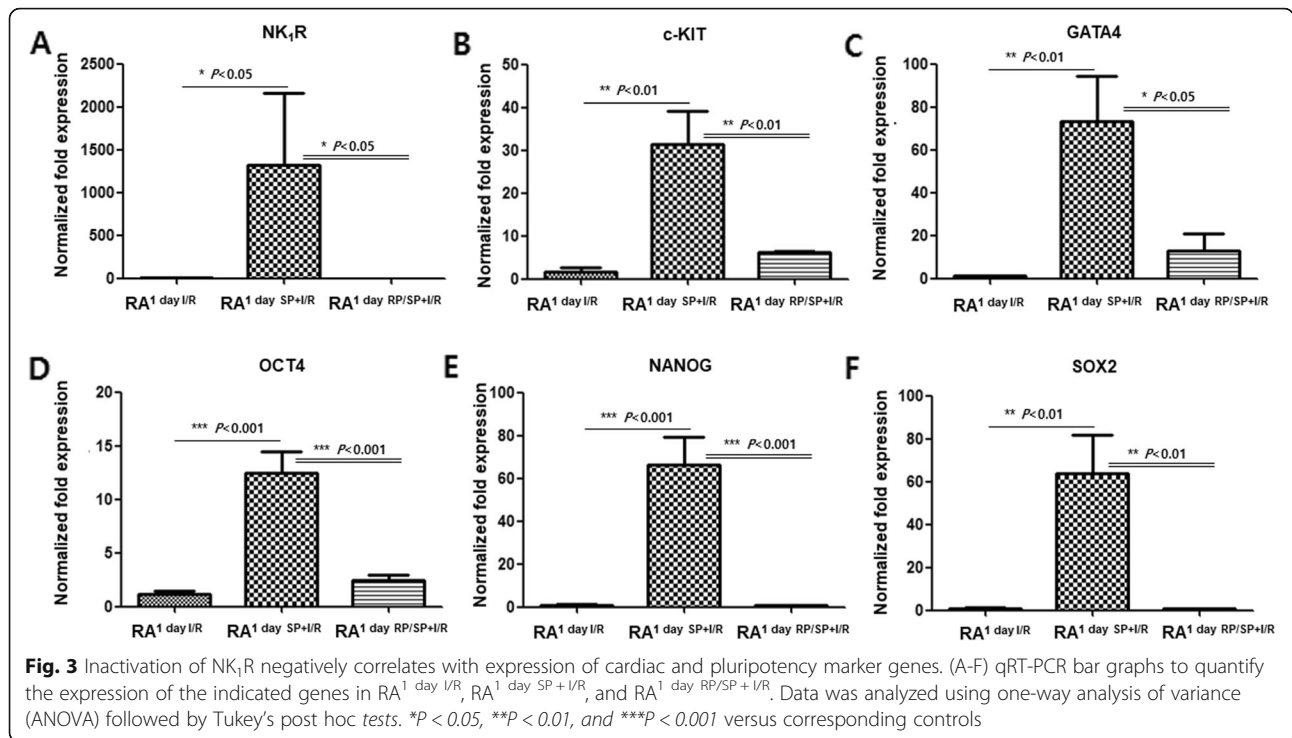 A
NK₁R
Normalized fold expression
2500
2000
1500
1000
500
0
* P<0.05
* P<0.05
RA¹ day I/R
RA¹ day SP+I/R
RA¹ day RP/SP+I/R
B
c-KIT
Normalized fold expression
50
40
30
20
10
0
** P<0.01
** P<0.01
RA¹ day I/R
RA¹ day SP+I/R
RA¹ day RP/SP+I/R
C
GATA4
Normalized fold expression
100
80
60
40
20
0
** P<0.01
* P<0.05
RA¹ day I/R
RA¹ day SP+I/R
RA¹ day RP/SP+I/R
D
OCT4
Normalized fold expression
20
15
10
5
0
*** P<0.001
*** P<0.001
RA¹ day I/R
RA¹ day SP+I/R
RA¹ day RP/SP+I/R
E
NANOG
Normalized fold expression
100
80
60
40
20
0
*** P<0.001
*** P<0.001
RA¹ day I/R
RA¹ day SP+I/R
RA¹ day RP/SP+I/R
F
SOX2
Normalized fold expression
100
80
60
40
20
0
** P<0.01
** P<0.01
RA¹ day I/R
RA¹ day SP+I/R
RA¹ day RP/SP+I/R
Fig. 3 Inactivation of NK₁R negatively correlates with expression of cardiac and pluripotency marker genes. (A-F) qRT-PCR bar graphs to quantify
the expression of the indicated genes in RA¹ day I/R, RA¹ day SP + I/R, and RA¹ day RP/SP + I/R. Data was analyzed using one-way analysis of variance
(ANOVA) followed by Tukey's post hoc tests. *P < 0.05, **P < 0.01, and ***P < 0.001 versus corresponding controls